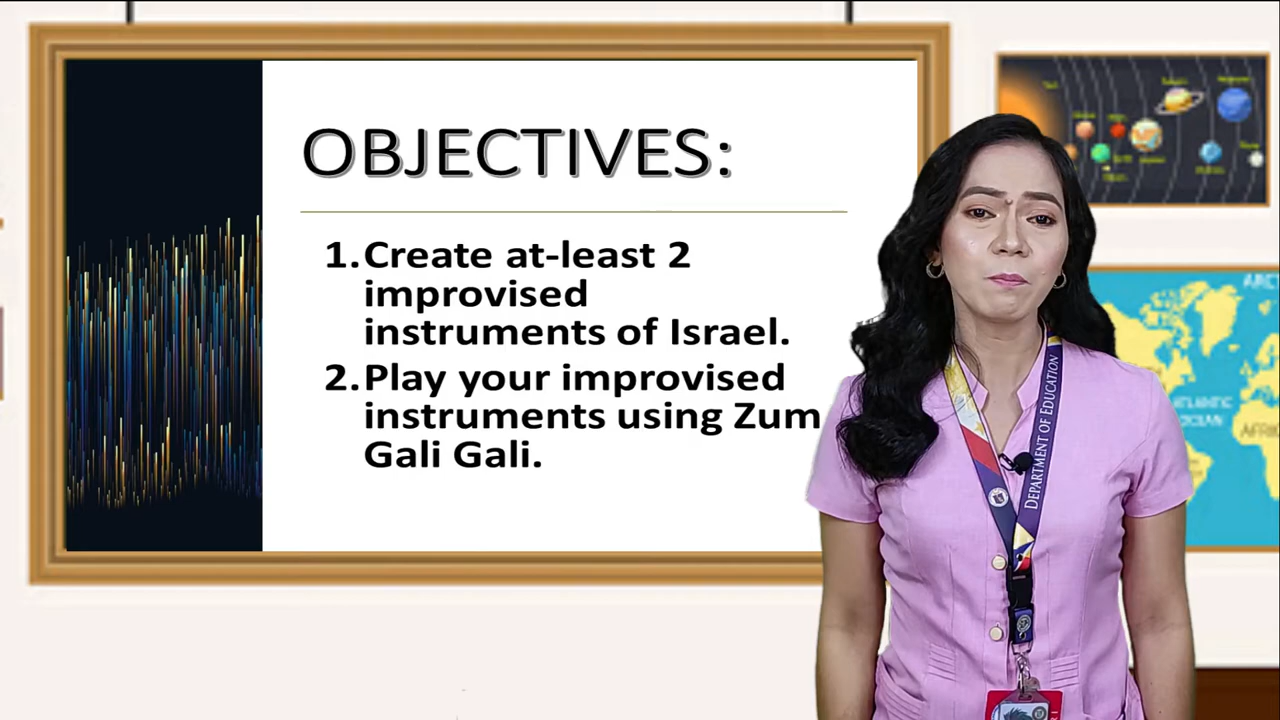 OBJECTIVES:
1. Create at-least 2
improvised
instruments of Israel.
2. Play your improvised
instruments using Zum
Gali Gali.
DEPARTMENT OF EDUCATION